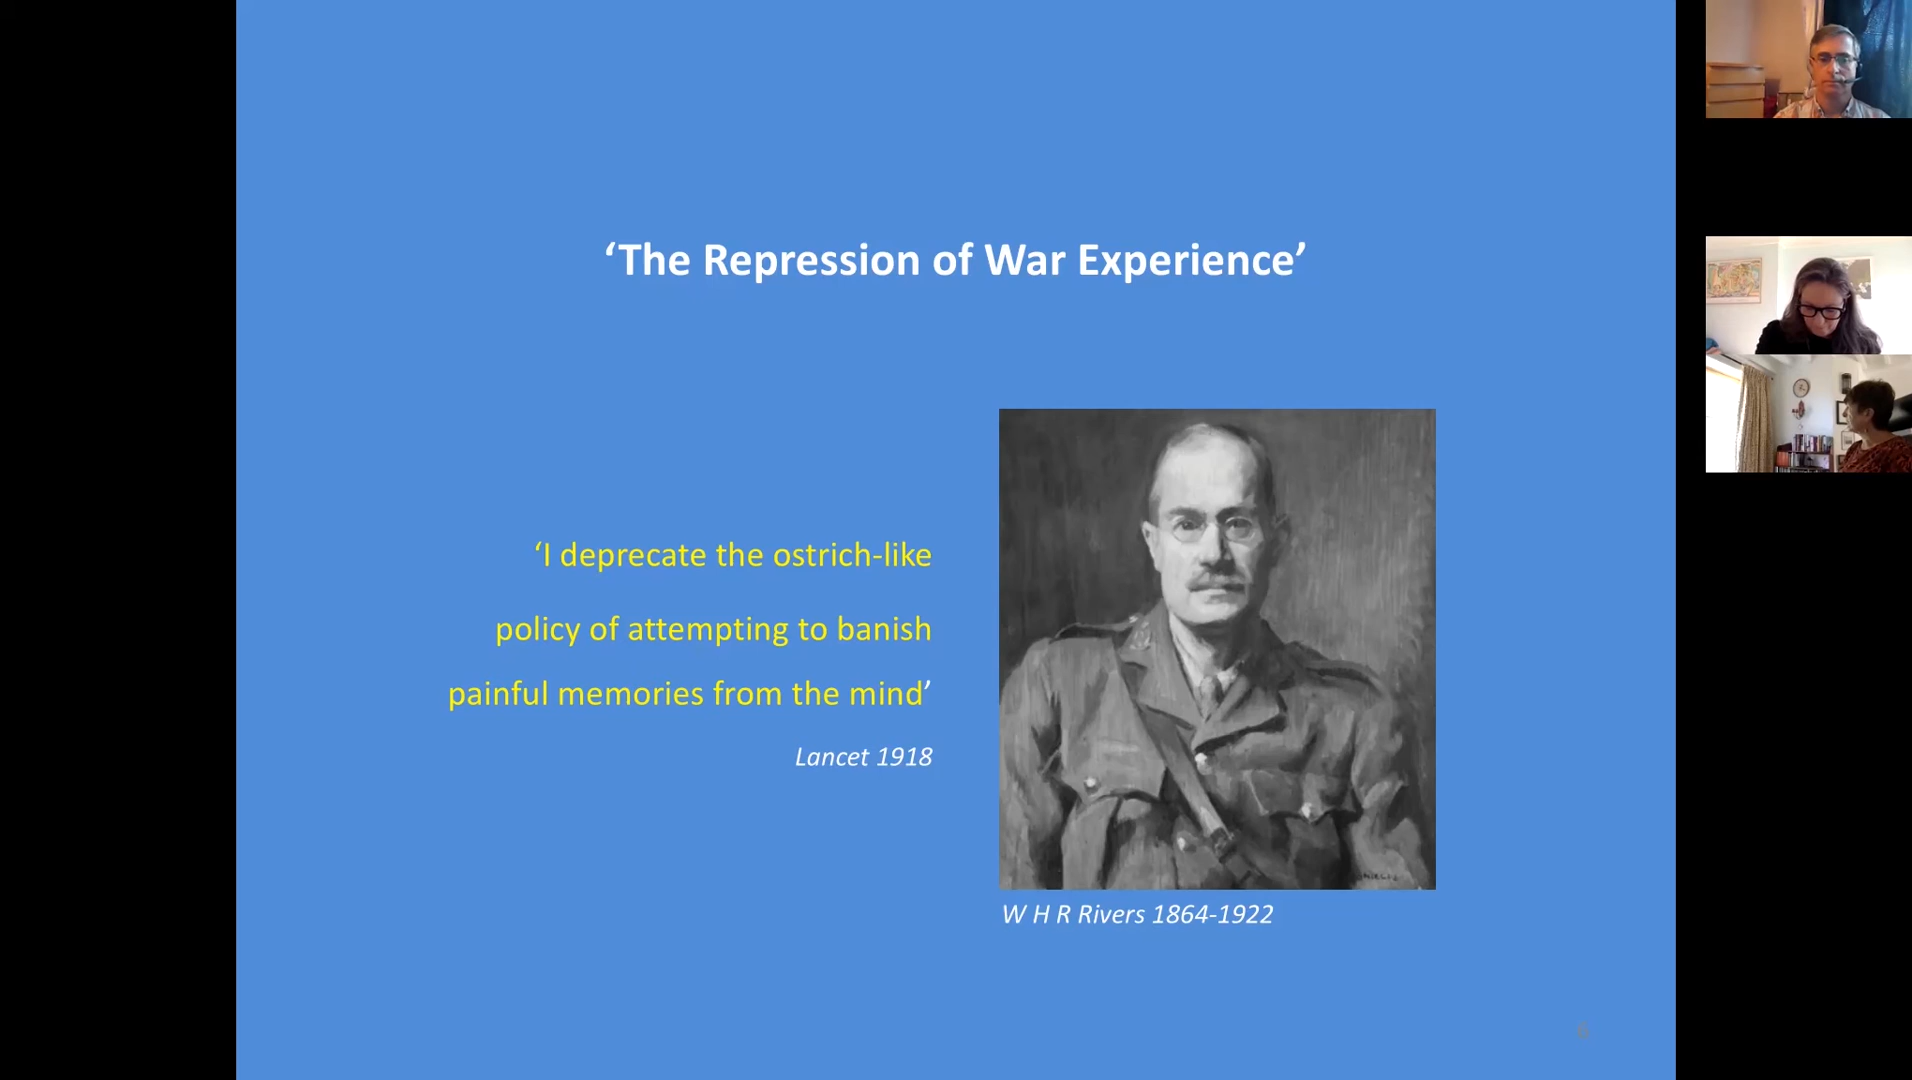 ‘The Repression of War Experience’
‘I deprecate the ostrich-like
policy of attempting to banish
painful memories from the mind’
Lancet 1918
W H R Rivers 1864-1922